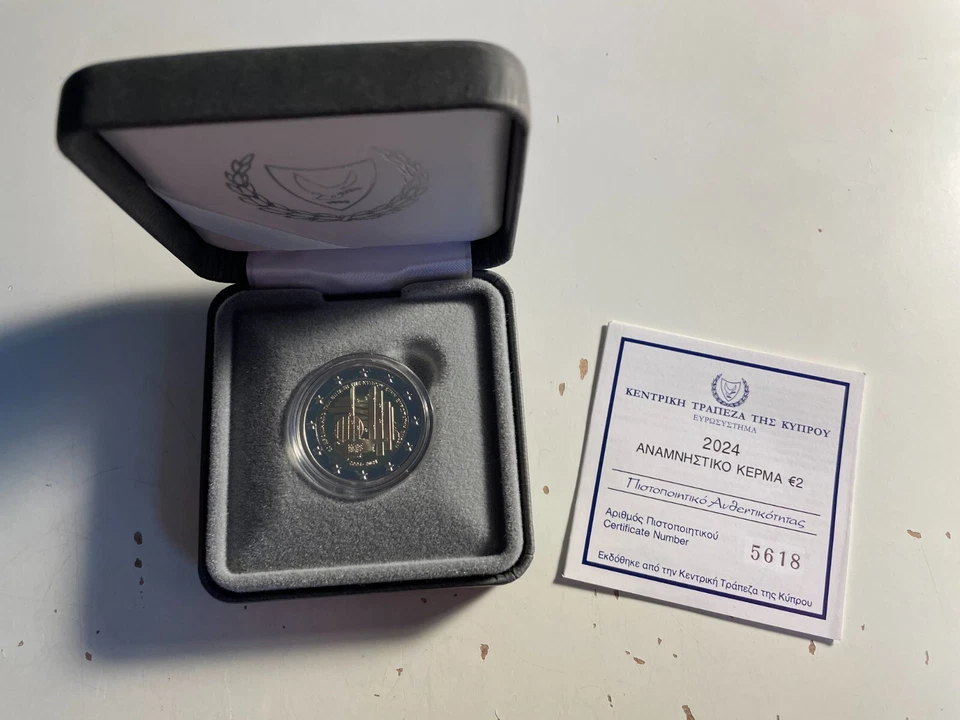 ΚΕΝΤΡΙΚΗ ΤΡΑΠΕΖΑ ΤΗΣ ΚΥΠΡΟΥ
ΕΥΡΩΣΥΣΤΗΜΑ
2024
ΑΝΑΜΝΗΣΤΙΚΟ ΚΕΡΜΑ €2
Πιστοποιητικό Αυθεντικότητας
Αριθμός Πιστοποιητικού
Certificate Number
5618
Εκδόθηκε από την Κεντρική Τράπεζα της Κύπρου